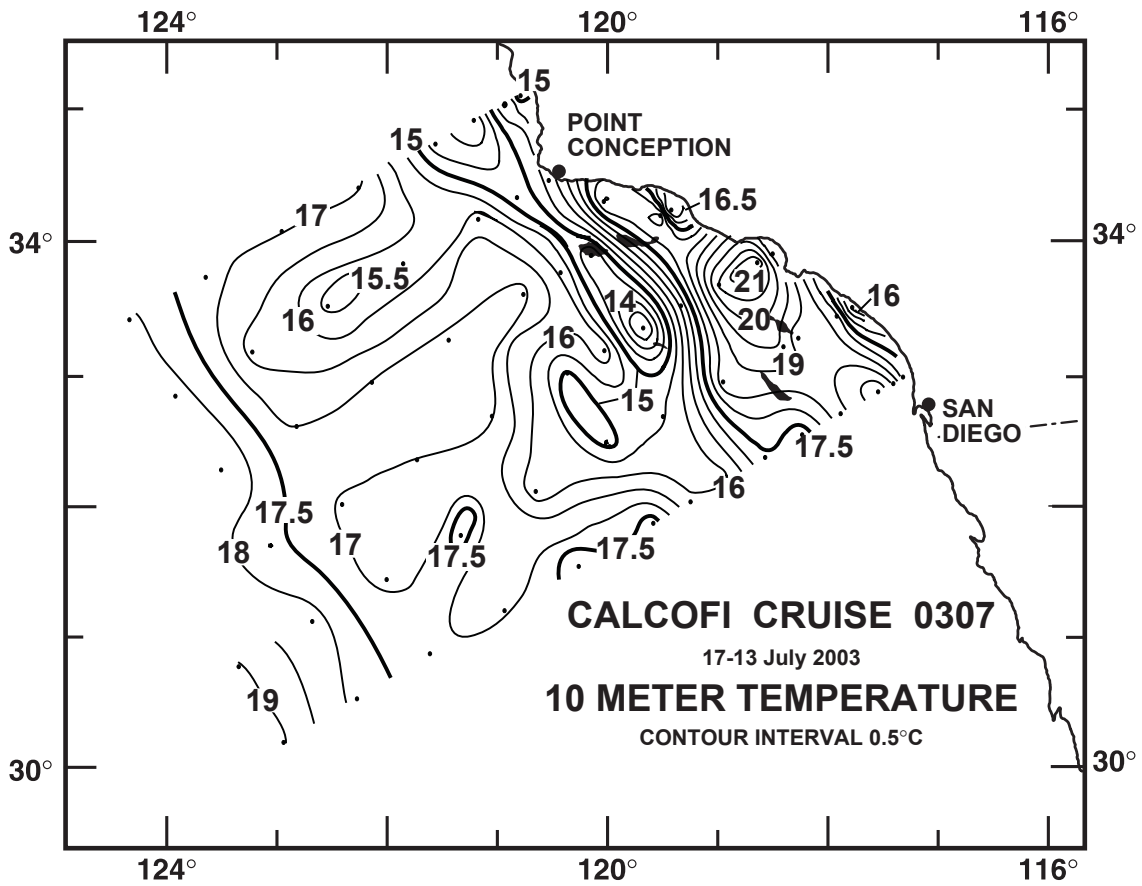 124° 120° 116°
15
POINT
CONCEPTION
15
16.5
17
34° 34°
15.5
21
16
14
16
20
16
19
15
SAN
DIEGO
17.5
16
17.5
18
17
17.5
17.5
CALCOFI CRUISE 0307
17-13 July 2003
19
10 METER TEMPERATURE
CONTOUR INTERVAL 0.5°C
30° 30°
124° 120° 116°